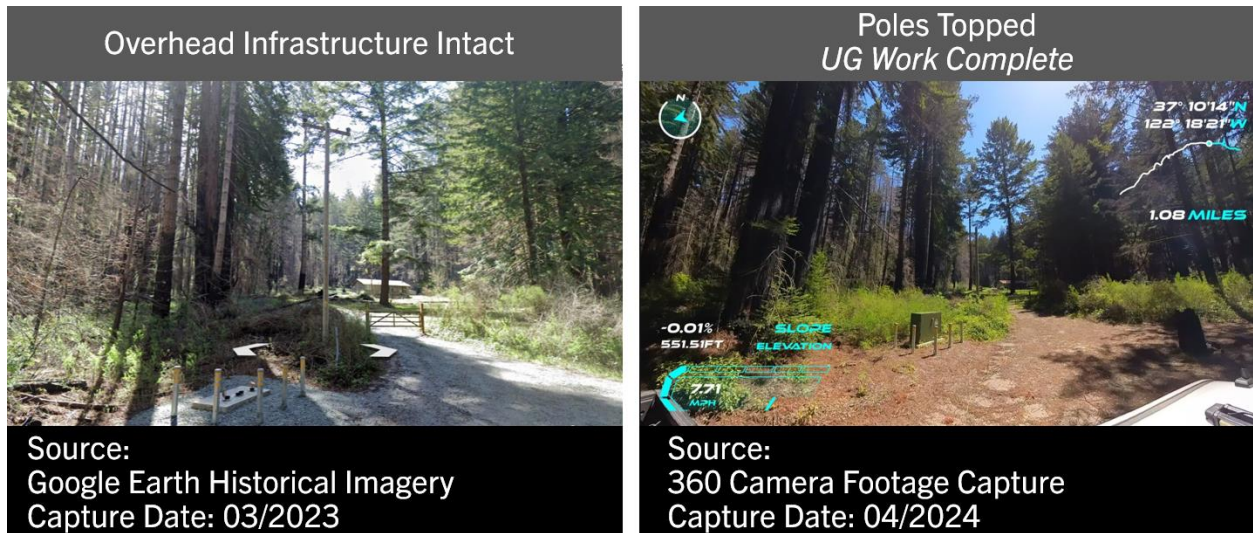 Overhead Infrastructure Intact
Source:
Google Earth Historical Imagery
Capture Date: 03/2023
Poles Topped
UG Work Complete
N
37° 10'14"N
122° 18'21"W
1.08 MILES
-0.01% SLOPE
551.51FT ELEVATION
7.71
MPH
Source:
360 Camera Footage Capture
Capture Date: 04/2024